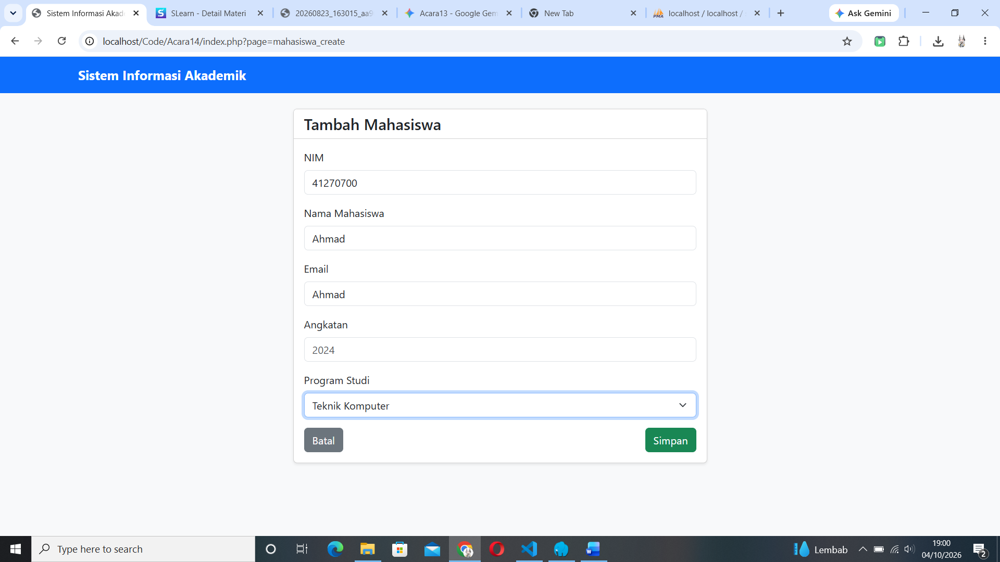 Sistem Informasi Akad
SLearn - Detail Materi
20260823_163015_aa9
Acara13 - Google Gem
New Tab
PMA
localhost / localhost /
Ask Gemini
localhost/Code/Acara14/index.php?page=mahasiswa_create
Sistem Informasi Akademik
Tambah Mahasiswa
NIM
41270700
Nama Mahasiswa
Ahmad
Email
Ahmad
Angkatan
2024
Program Studi
Teknik Komputer
Batal
Simpan
Type here to search
Lembab
19:00
04/10/2026
2